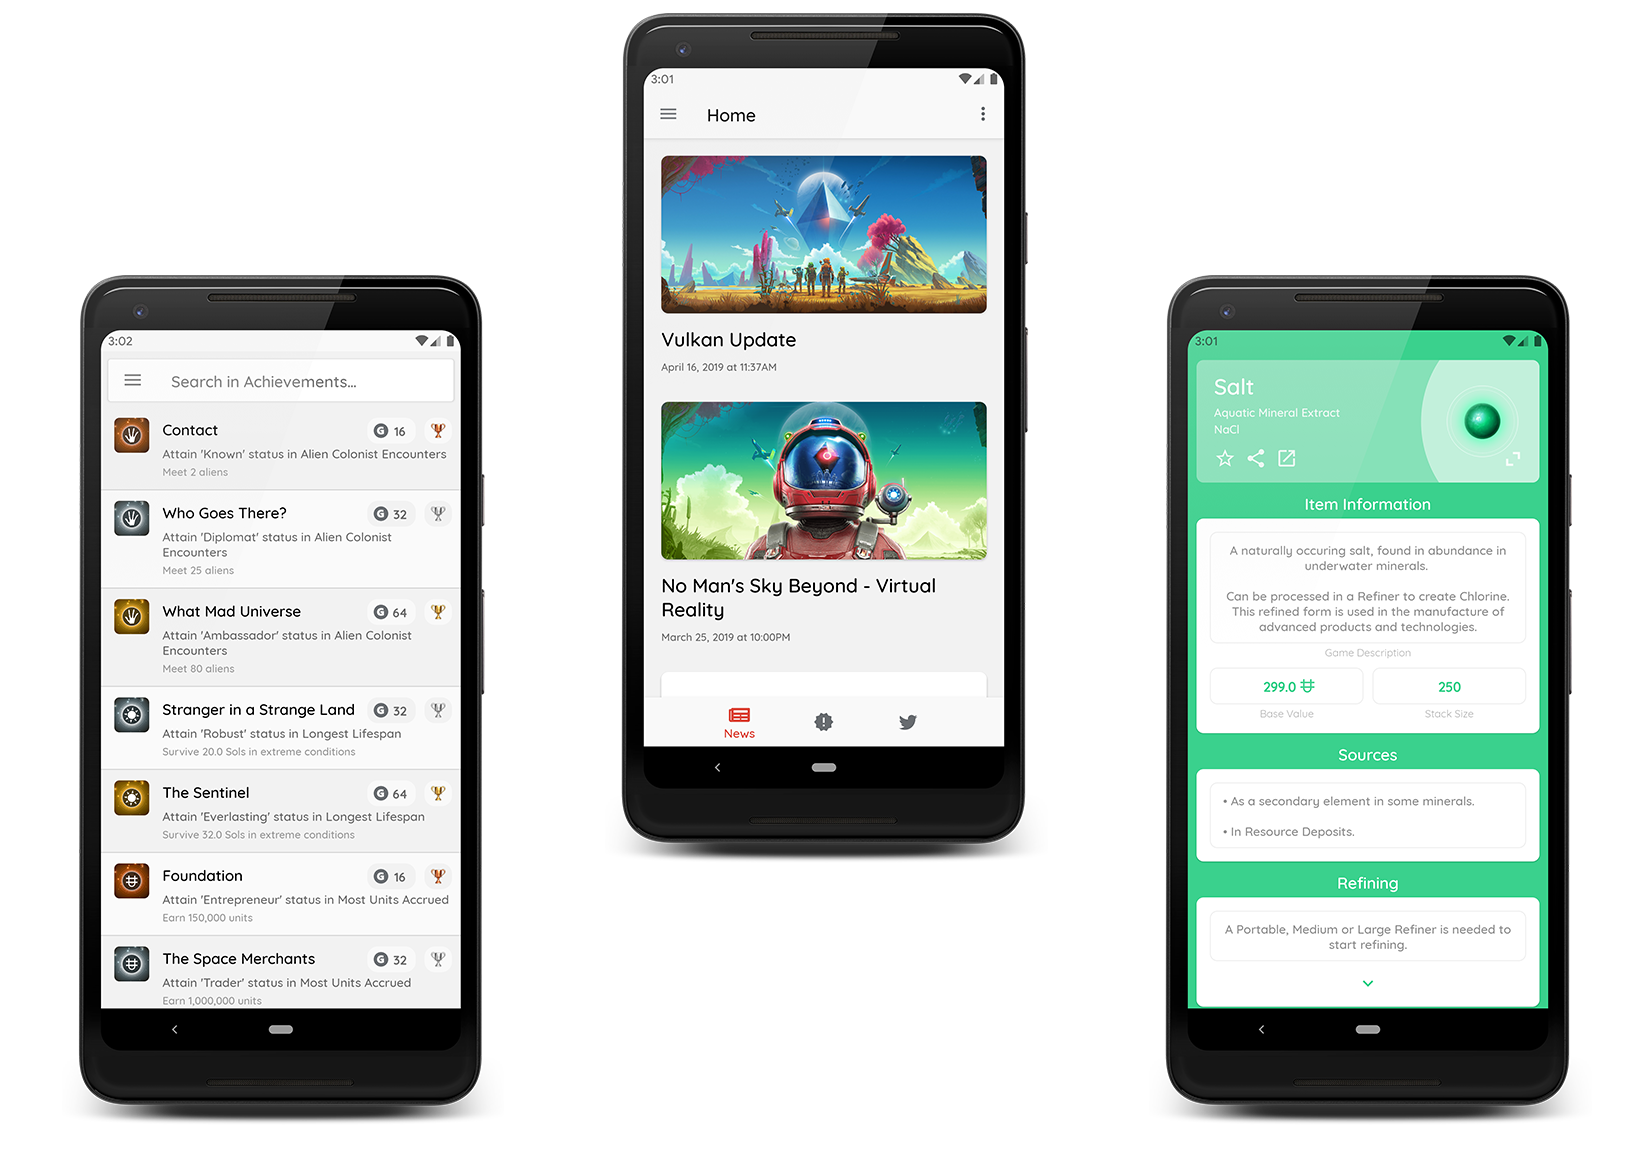 3:02
Search in Achievements...
Contact
G 16
Attain 'Known' status in Alien Colonist Encounters
Meet 2 aliens
Who Goes There?
G 32
Attain 'Diplomat' status in Alien Colonist
Encounters
Meet 25 aliens
What Mad Universe
G 64
Attain 'Ambassador' status in Alien Colonist
Encounters
Meet 80 aliens
Stranger in a Strange Land
G 32
Attain 'Robust' status in Longest Lifespan
Survive 20.0 Sols in extreme conditions
The Sentinel
G 64
Attain 'Everlasting' status in Longest Lifespan
Survive 32.0 Sols in extreme conditions
Foundation
G 16
Attain 'Entrepreneur' status in Most Units Accrued
Earn 150,000 units
The Space Merchants
G 32
Attain 'Trader' status in Most Units Accrued
Earn 1,000,000 units
3:01
Home
Vulkan Update
April 16, 2019 at 11:37AM
No Man's Sky Beyond - Virtual
Reality
March 25, 2019 at 10:00PM
News
3:01
Salt
Aquatic Mineral Extract
NaCl
Item Information
A naturally occuring salt, found in abundance in
underwater minerals.
Can be processed in a Refiner to create Chlorine.
This refined form is used in the manufacture of
advanced products and technologies.
Game Description
299.0
250
Base Value
Stack Size
Sources
• As a secondary element in some minerals.
• In Resource Deposits.
Refining
A Portable, Medium or Large Refiner is needed to
start refining.